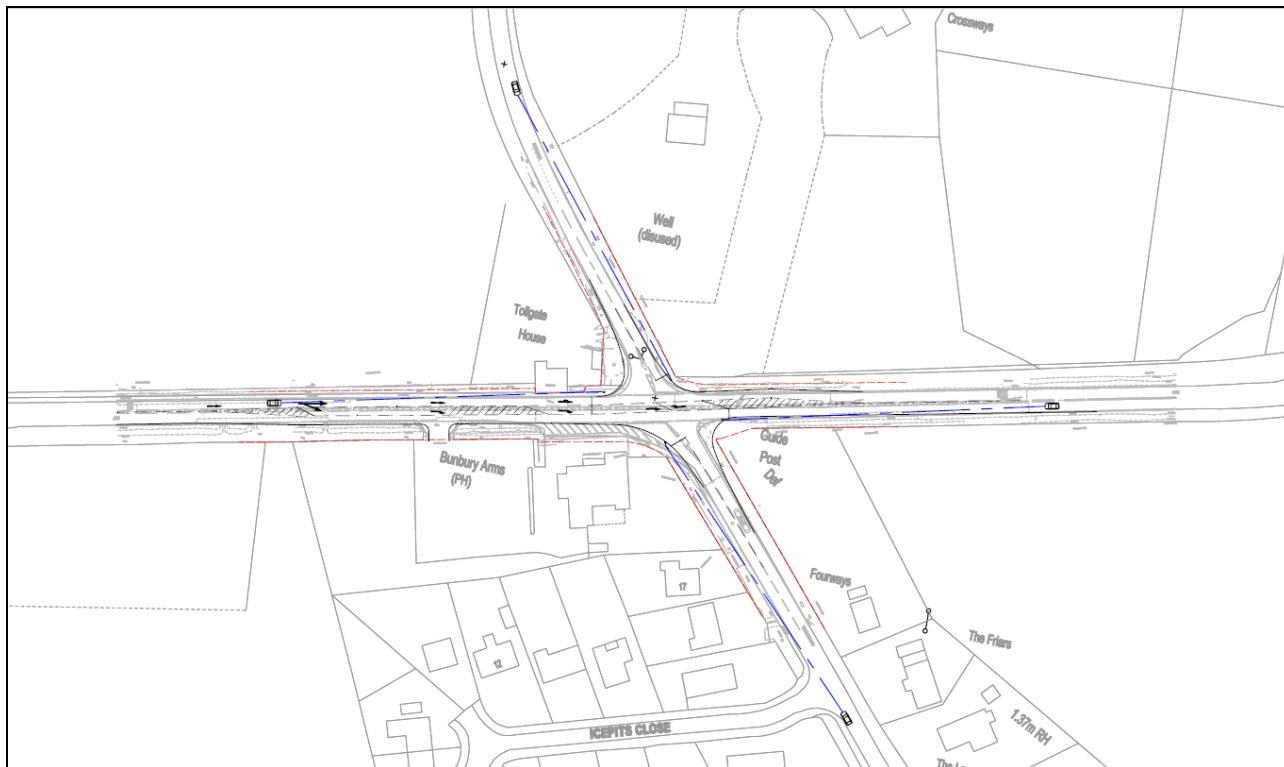 Crossways
Well
(disused)
Tollgate
House
Guide
Post
Def
Bunbury Arms
(PH)
Fourways
17
The Friars
12
1.37m RH
ICEPITS CLOSE